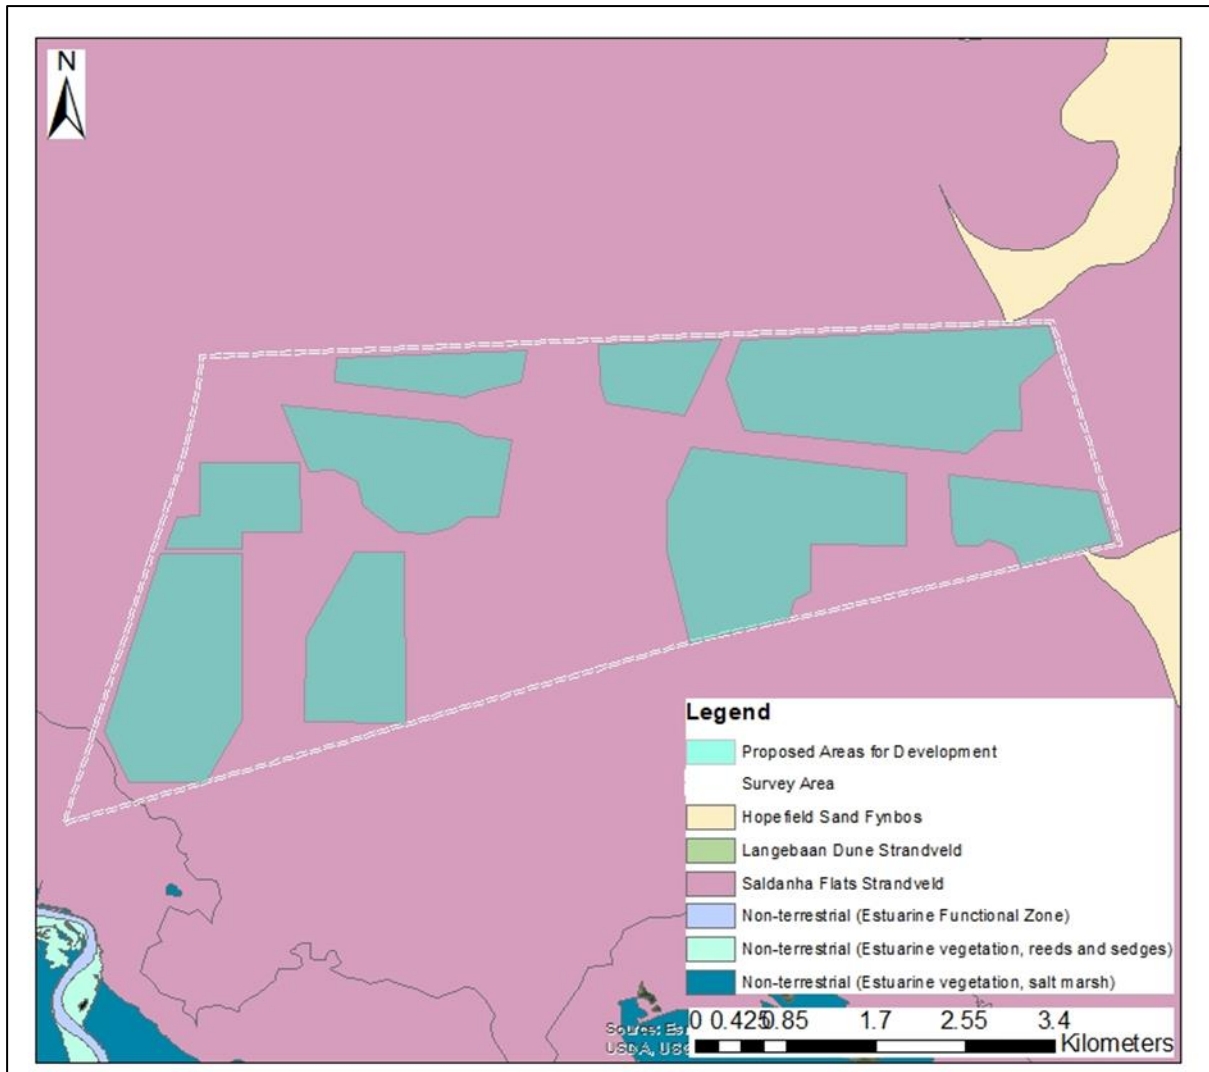 N
Legend
Proposed Areas for Development
Survey Area
Hopefield Sand Fynbos
Langebaan Dune Strandveld
Saldanha Flats Strandveld
Non-terrestrial (Estuarine Functional Zone)
Non-terrestrial (Estuarine vegetation, reeds and sedges)
Non-terrestrial (Estuarine vegetation, salt marsh)
0 0.425 0.85 1.7 2.55 3.4
Kilometers
Source:
USDA,